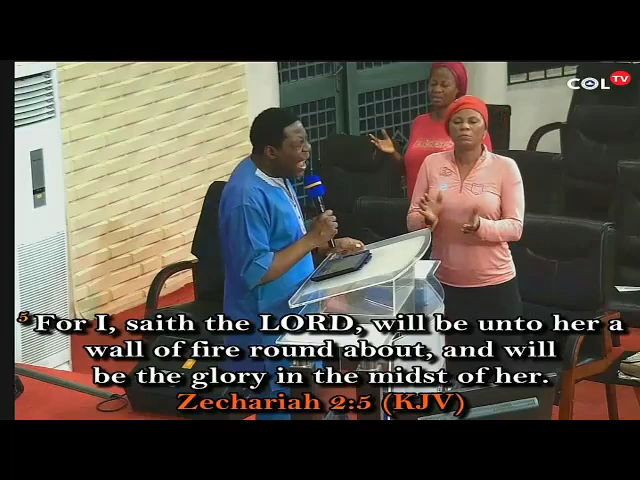 COL TV
5 For I, saith the LORD, will be unto her a
wall of fire round about, and will
be the glory in the midst of her.
Zechariah 2:5 (KJV)